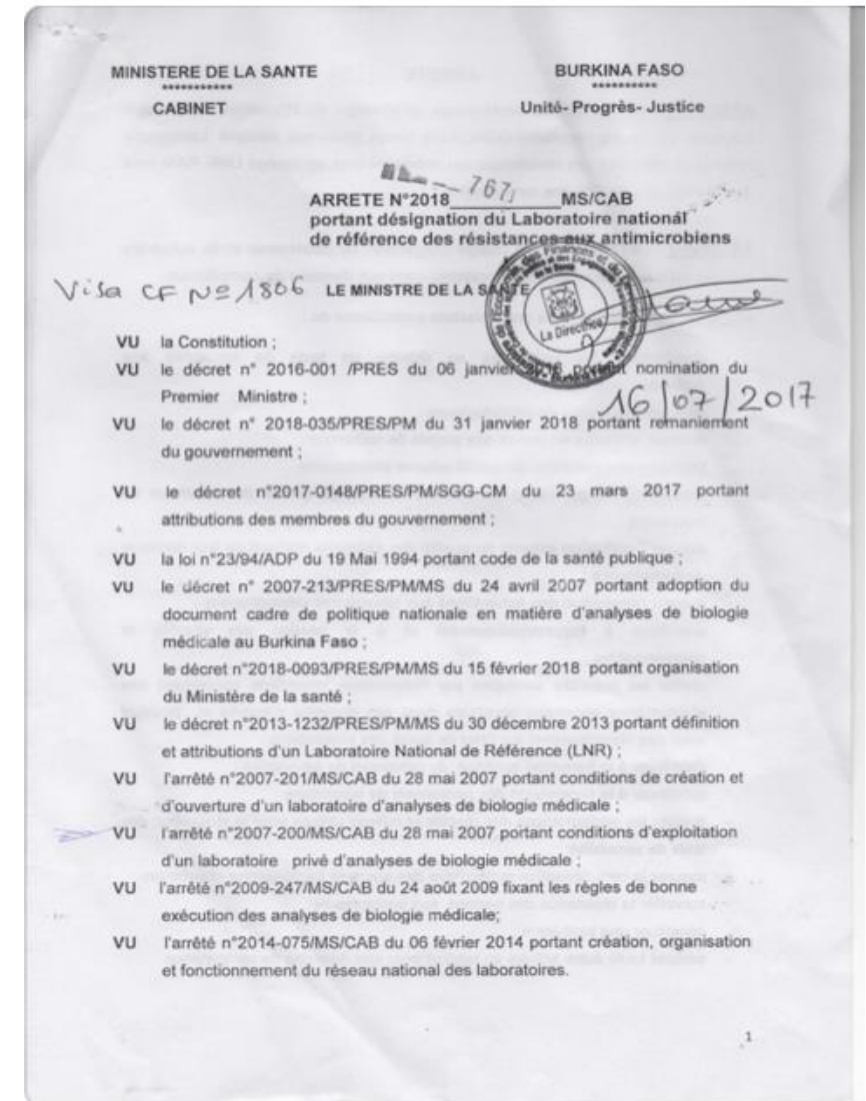 MINISTERE DE LA SANTE
***********
CABINET
BURKINA FASO
**********
Unité- Progrès- Justice
767
ARRETE N°2018__________MS/CAB
portant désignation du Laboratoire national
de référence des résistances aux antimicrobiens
Visa CF N° 1806
LE MINISTRE DE LA SANTE
La Directrice
16/07/2017
VU la Constitution ;
VU le décret n° 2016-001 /PRES du 06 janvier 2016 portant nomination du
Premier Ministre ;
VU le décret n° 2018-035/PRES/PM du 31 janvier 2018 portant remaniement
du gouvernement ;
VU le décret n°2017-0148/PRES/PM/SGG-CM du 23 mars 2017 portant
attributions des membres du gouvernement ;
VU la loi n°23/94/ADP du 19 Mai 1994 portant code de la santé publique ;
VU le décret n° 2007-213/PRES/PM/MS du 24 avril 2007 portant adoption du
document cadre de politique nationale en matière d'analyses de biologie
médicale au Burkina Faso ;
VU le décret n°2018-0093/PRES/PM/MS du 15 février 2018 portant organisation
du Ministère de la santé ;
VU le décret n°2013-1232/PRES/PM/MS du 30 décembre 2013 portant définition
et attributions d'un Laboratoire National de Référence (LNR) ;
VU l'arrêté n°2007-201/MS/CAB du 28 mai 2007 portant conditions de création et
d'ouverture d'un laboratoire d'analyses de biologie médicale ;
VU l'arrêté n°2007-200/MS/CAB du 28 mai 2007 portant conditions d'exploitation
d'un laboratoire privé d'analyses de biologie médicale ;
VU l'arrêté n°2009-247/MS/CAB du 24 août 2009 fixant les règles de bonne
exécution des analyses de biologie médicale;
VU l'arrêté n°2014-075/MS/CAB du 06 février 2014 portant création, organisation
et fonctionnement du réseau national des laboratoires.
1